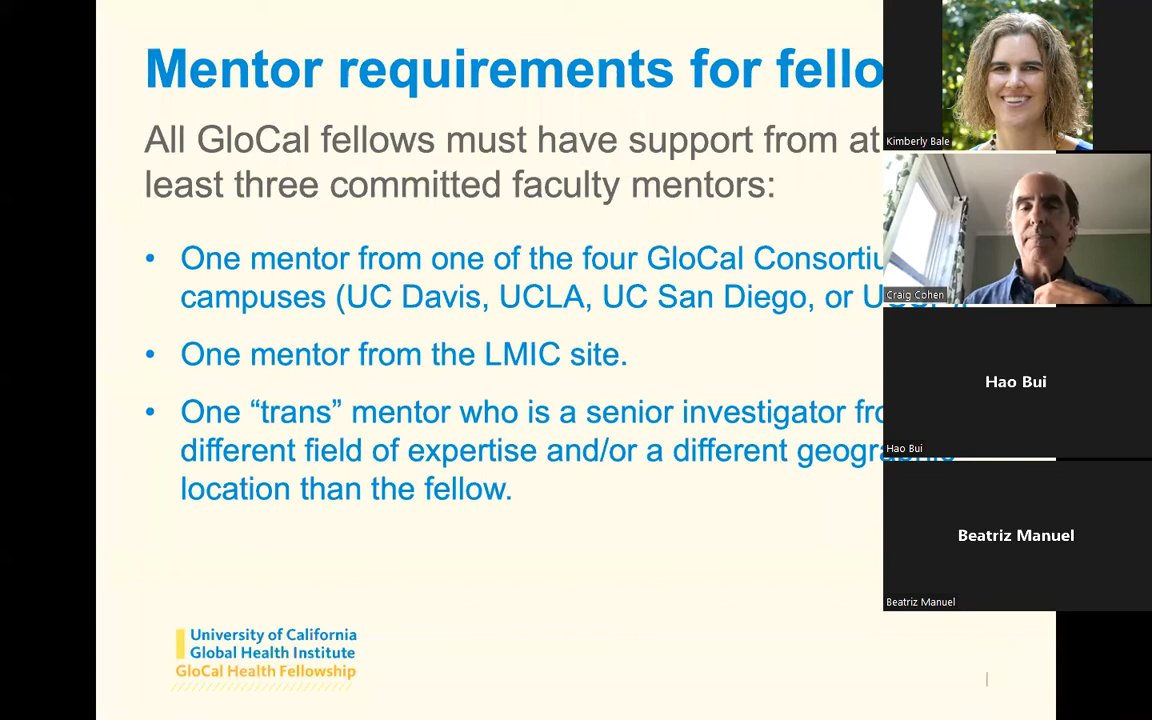 Mentor requirements for fello
All GloCal fellows must have support from at
least three committed faculty mentors:
• One mentor from one of the four GloCal Consortiu
campuses (UC Davis, UCLA, UC San Diego, or
• One mentor from the LMIC site.
• One “trans” mentor who is a senior investigator fro
different field of expertise and/or a different geographic
location than the fellow.
University of California
Global Health Institute
GloCal Health Fellowship
Kimberly Bale
Craig Cohen
Hao Bui
Hao Bui
Beatriz Manuel
Beatriz Manuel